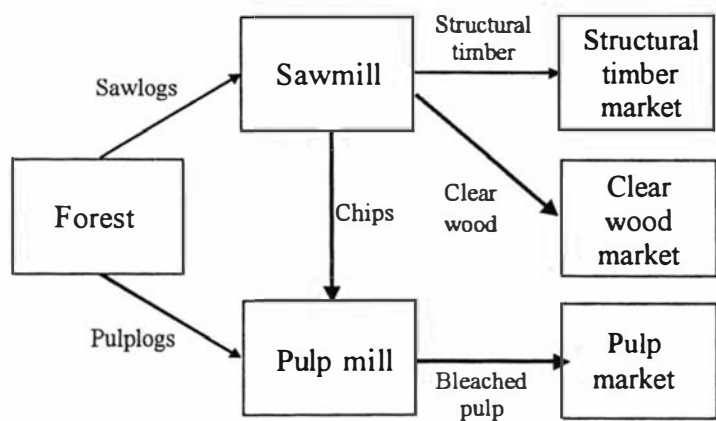 Structural
timber
Sawmill
Structural
timber
market
Sawlogs
Forest
Chips
Clear
wood
Clear
wood
market
Pulplogs
Pulp mill
Bleached
pulp
Pulp
market